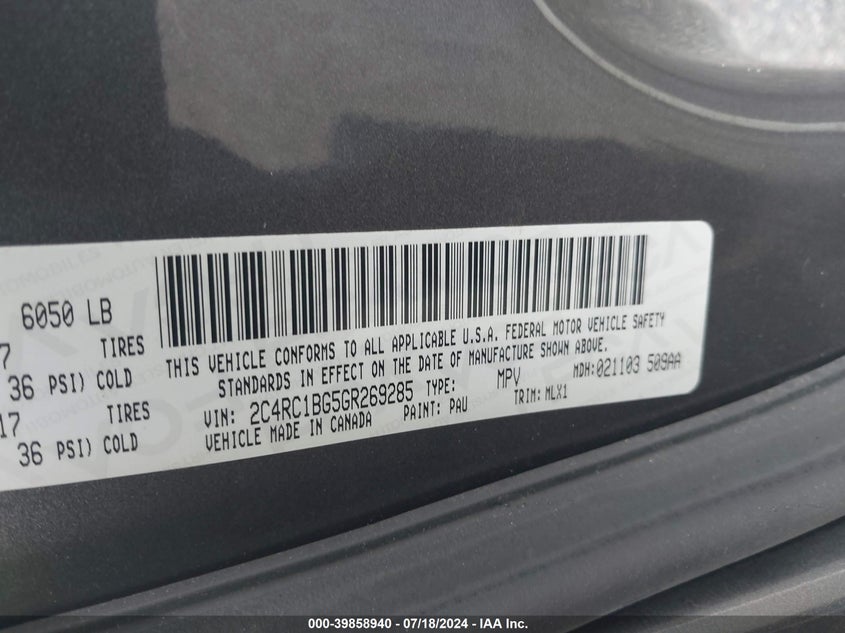 6050 LB
7 TIRES
36 PSI) COLD
17 TIRES
36 PSI) COLD
THIS VEHICLE CONFORMS TO ALL APPLICABLE U.S.A. FEDERAL MOTOR VEHICLE SAFETY
STANDARDS IN EFFECT ON THE DATE OF MANUFACTURE SHOWN ABOVE.
VIN: 2C4RC1BG5GR269285 TYPE: MPV MDH: 021103 509AA
VEHICLE MADE IN CANADA PAINT: PAU TRIM: MLX1
000-39858940 - 07/18/2024 - IAA Inc.